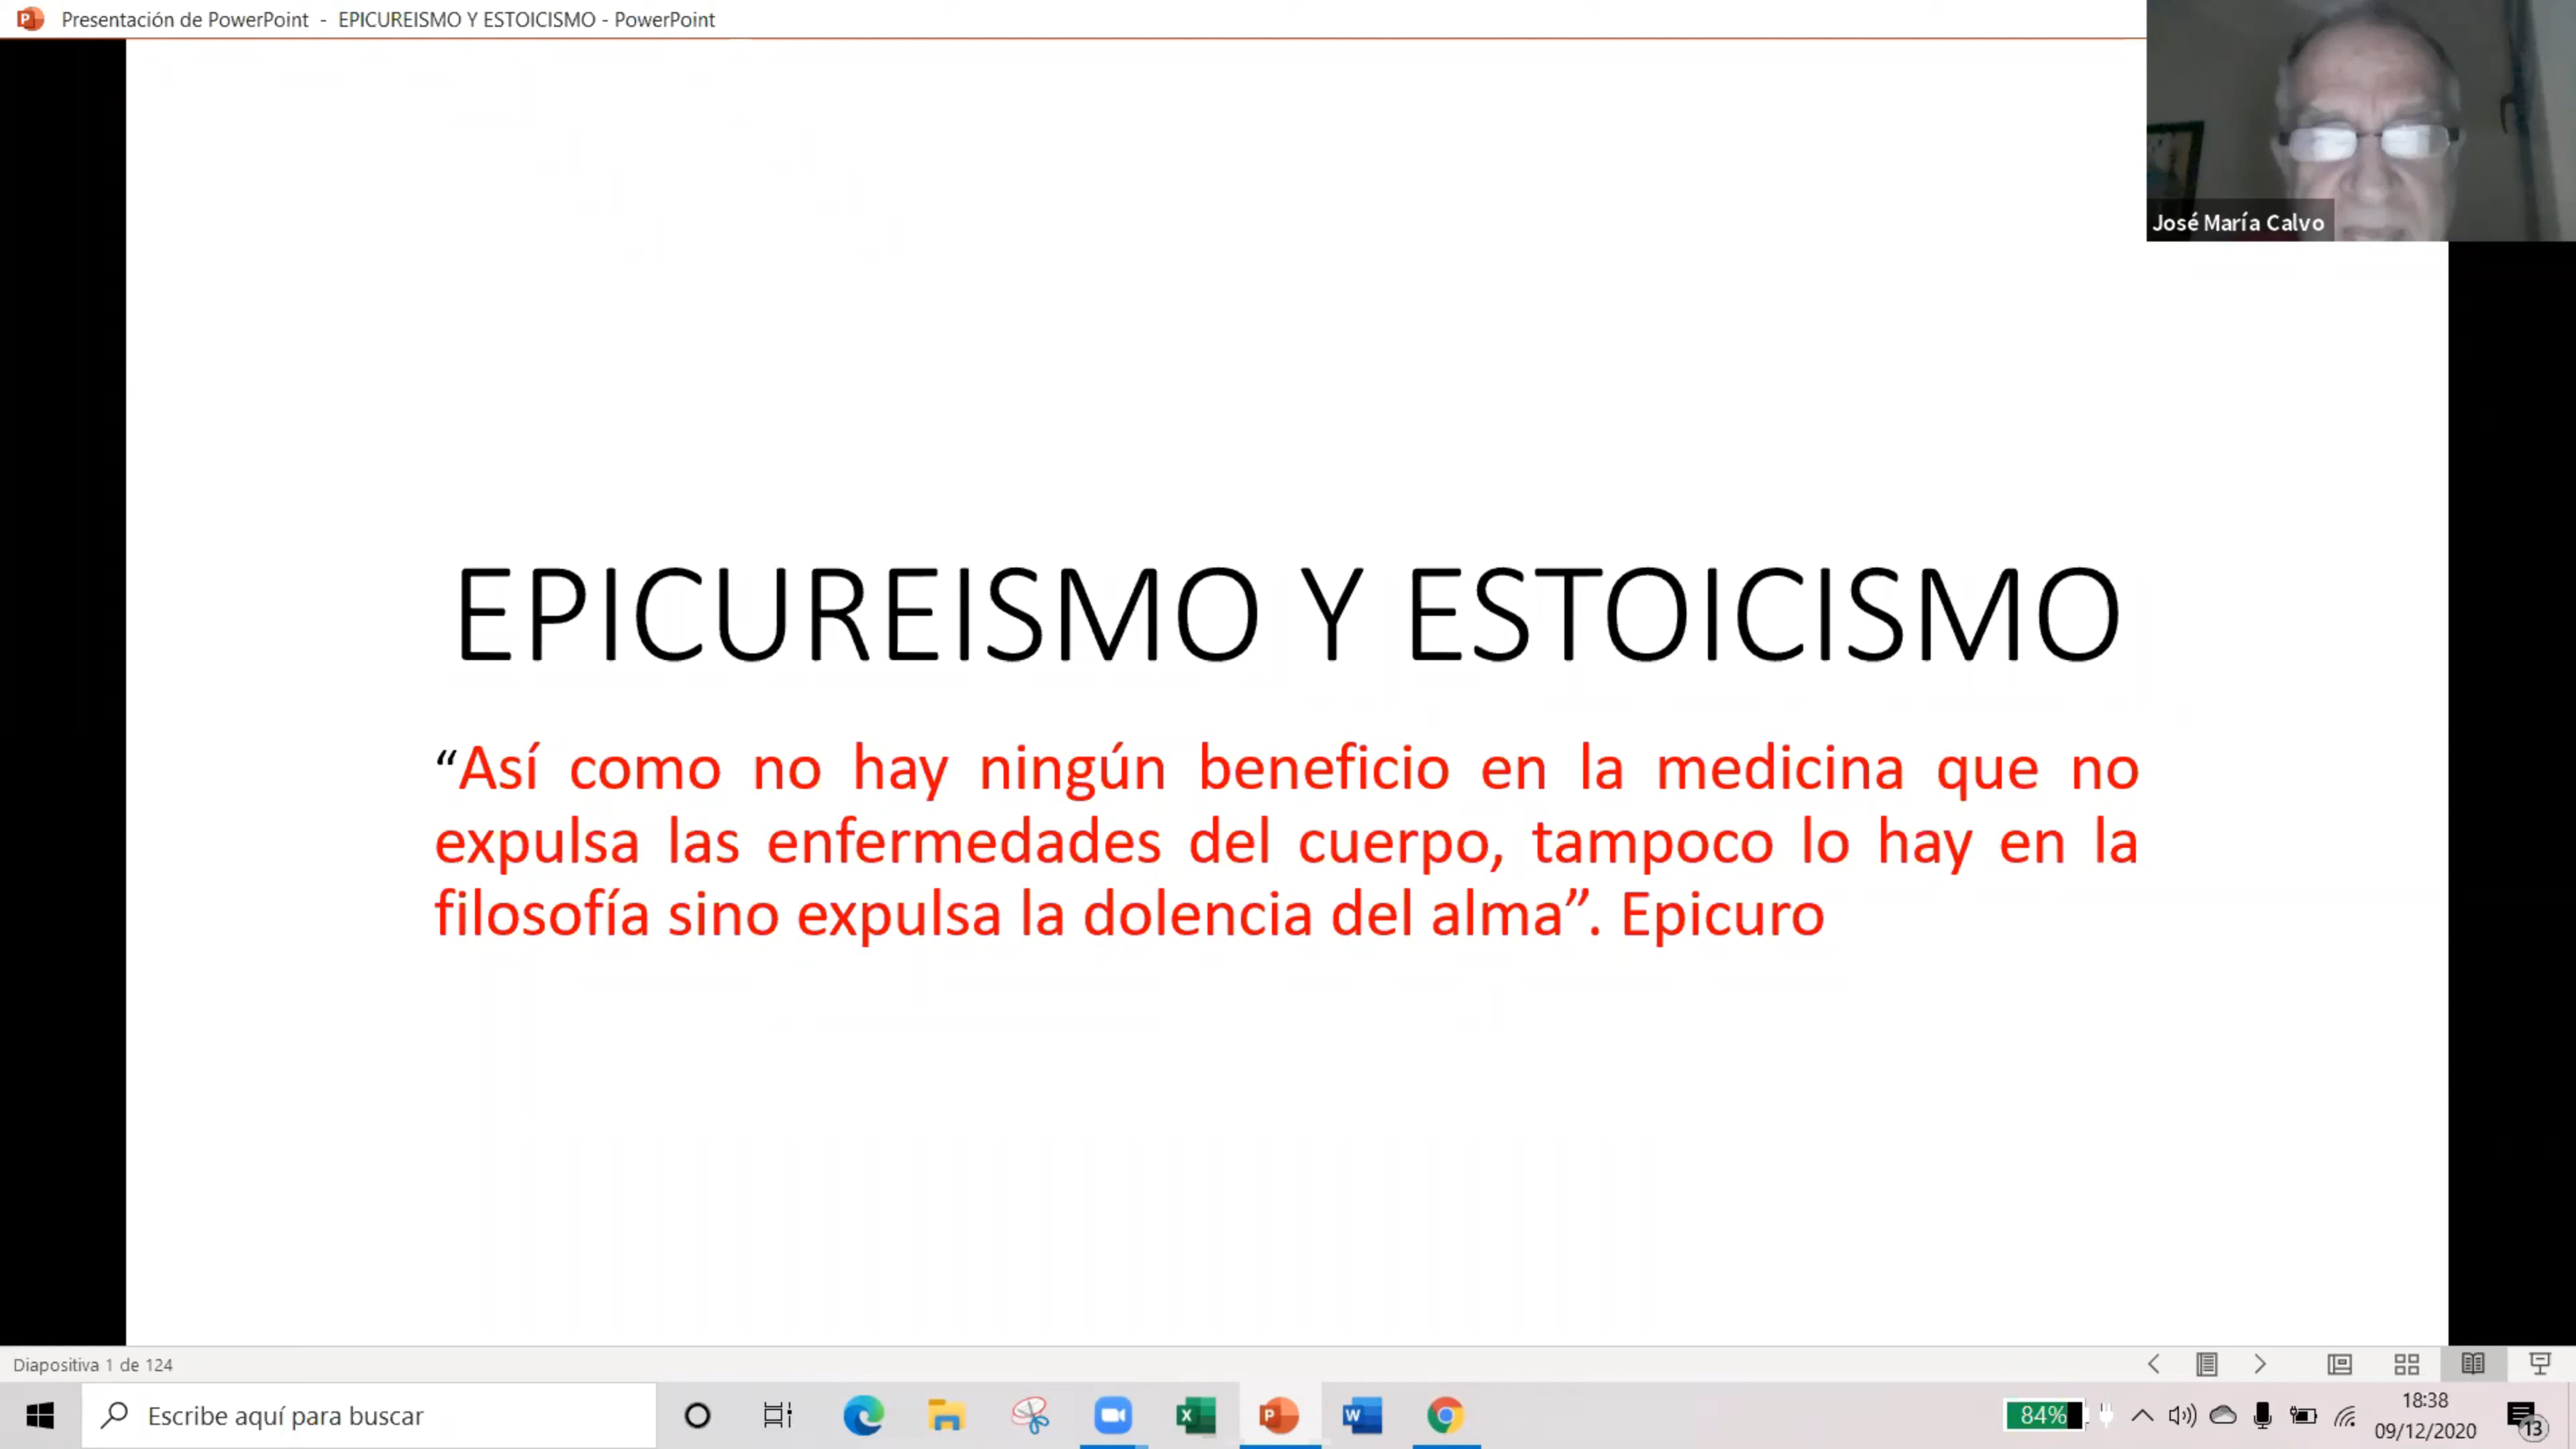 Presentación de PowerPoint - EPICUREISMO Y ESTOICISMO - PowerPoint
José María Calvo
EPICUREISMO Y ESTOICISMO
“Así como no hay ningún beneficio en la medicina que no
expulsa las enfermedades del cuerpo, tampoco lo hay en la
filosofía sino expulsa la dolencia del alma”. Epicuro
Diapositiva 1 de 124
Escribe aquí para buscar
84%
18:38
09/12/2020
13